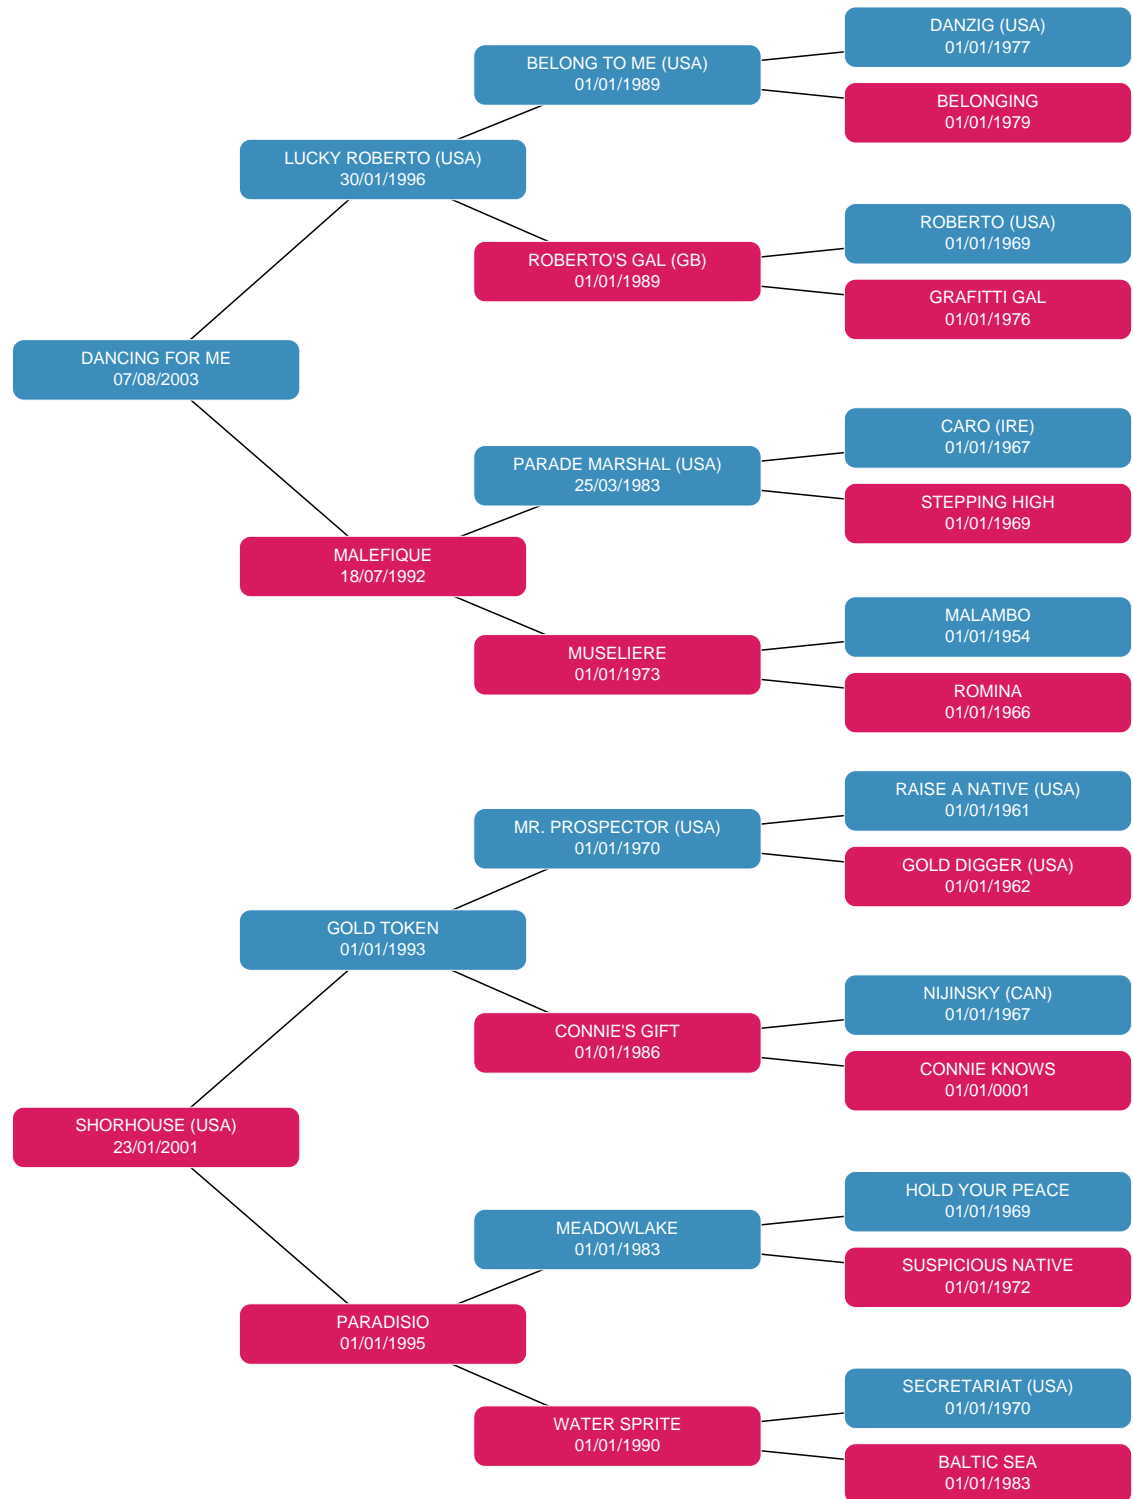 DANZIG (USA)
01/01/1977
BELONG TO ME (USA)
01/01/1989
BELONGING
01/01/1979
LUCKY ROBERTO (USA)
30/01/1996
ROBERTO (USA)
01/01/1969
ROBERTO'S GAL (GB)
01/01/1989
GRAFITTI GAL
01/01/1976
DANCING FOR ME
07/08/2003
CARO (IRE)
01/01/1967
PARADE MARSHAL (USA)
25/03/1983
STEPPING HIGH
01/01/1969
MALEFIQUE
18/07/1992
MALAMBO
01/01/1954
MUSELIERE
01/01/1973
ROMINA
01/01/1966
RAISE A NATIVE (USA)
01/01/1961
MR. PROSPECTOR (USA)
01/01/1970
GOLD DIGGER (USA)
01/01/1962
GOLD TOKEN
01/01/1993
NIJINSKY (CAN)
01/01/1967
CONNIE'S GIFT
01/01/1986
CONNIE KNOWS
01/01/0001
SHORHOUSE (USA)
23/01/2001
HOLD YOUR PEACE
01/01/1969
MEADOWLAKE
01/01/1983
SUSPICIOUS NATIVE
01/01/1972
PARADISIO
01/01/1995
SECRETARIAT (USA)
01/01/1970
WATER SPRITE
01/01/1990
BALTIC SEA
01/01/1983